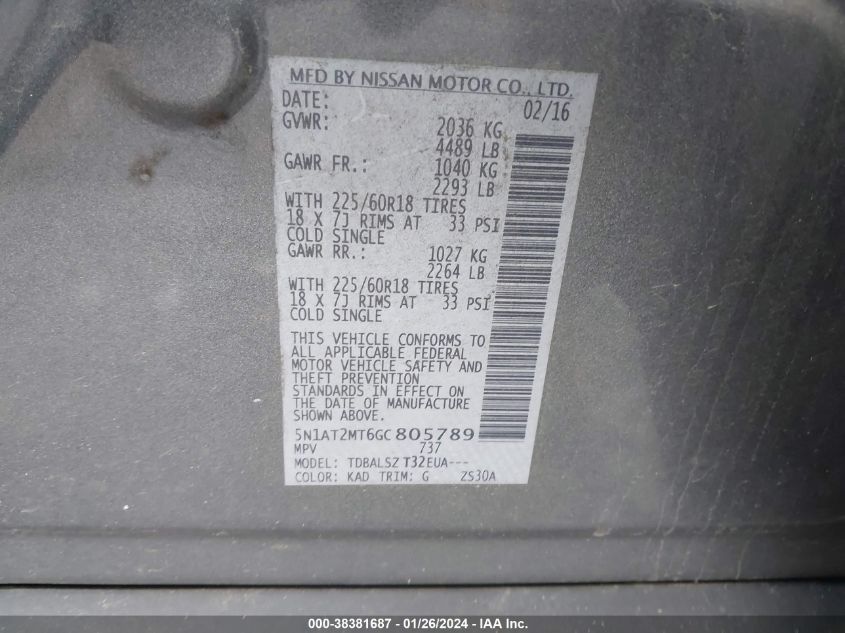 MFD BY NISSAN MOTOR CO., LTD.
DATE: 02/16
GVWR: 2036 KG
4489 LB
GAWR FR.: 1040 KG
2293 LB
WITH 225/60R18 TIRES
18 X 7J RIMS AT 33 PSI
COLD SINGLE
GAWR RR.: 1027 KG
2264 LB
WITH 225/60R18 TIRES
18 X 7J RIMS AT 33 PSI
COLD SINGLE
THIS VEHICLE CONFORMS TO
ALL APPLICABLE FEDERAL
MOTOR VEHICLE SAFETY AND
THEFT PREVENTION
STANDARDS IN EFFECT ON
THE DATE OF MANUFACTURE
SHOWN ABOVE.
5N1AT2MT6GC805789
MPV 737
MODEL: TDBALSZ T32EUA---
COLOR: KAD TRIM: G ZS30A
000-38381687 - 01/26/2024 - IAA Inc.